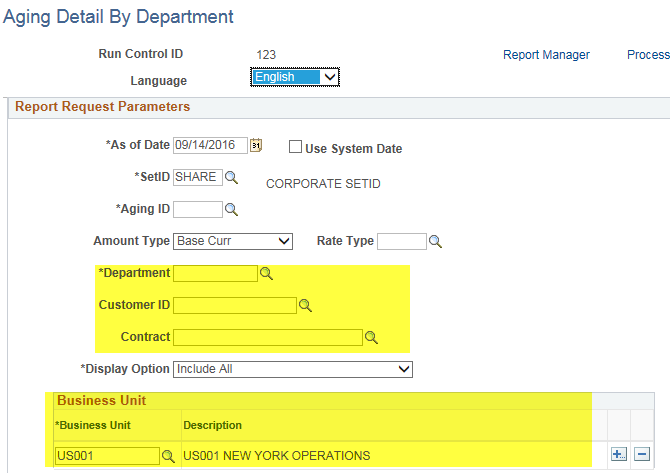 Aging Detail By Department
Run Control ID 123 Report Manager Process
Language English
Report Request Parameters
*As of Date 09/14/2016 31 Use System Date
*SetID SHARE CORPORATE SETID
*Aging ID
Amount Type Base Curr Rate Type
*Department
Customer ID
Contract
*Display Option Include All
Business Unit
*Business Unit Description
US001 US001 NEW YORK OPERATIONS